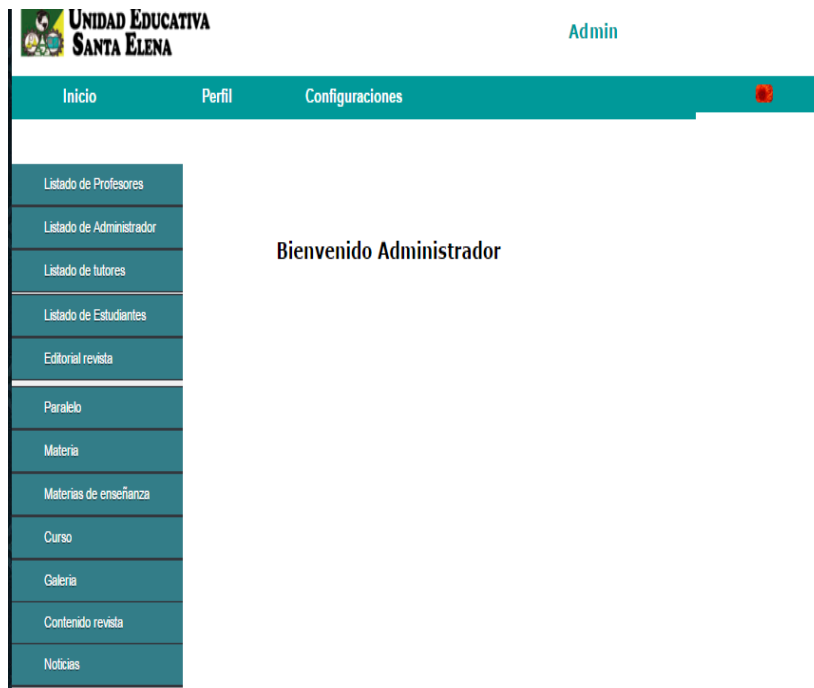 UNIDAD EDUCATIVA
SANTA ELENA
Admin
Inicio Perfil Configuraciones
Listado de Profesores
Listado de Administrador
Listado de tutores
Listado de Estudiantes
Editorial revista
Paralelo
Materia
Materias de enseñanza
Curso
Galeria
Contenido revista
Noticias
Bienvenido Administrador